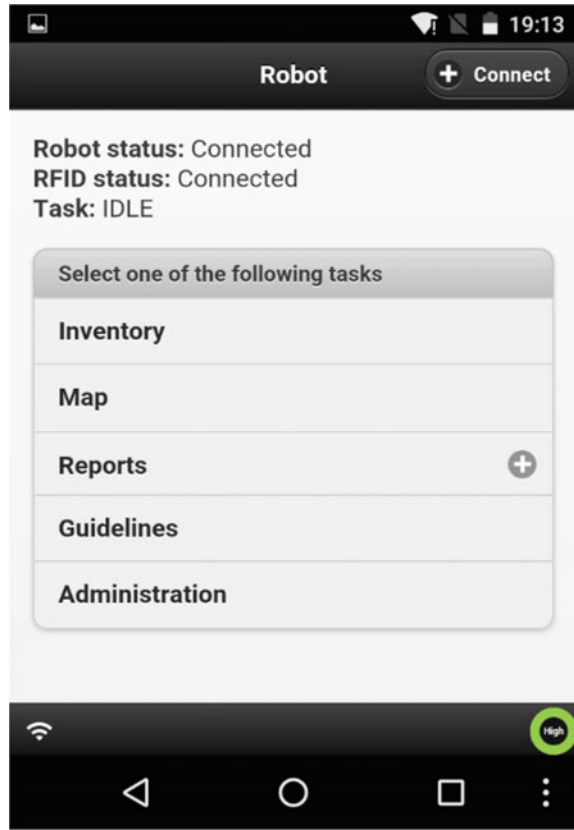 19:13
Robot
Connect
Robot status: Connected
RFID status: Connected
Task: IDLE
Select one of the following tasks
Inventory
Map
Reports
Guidelines
Administration
High